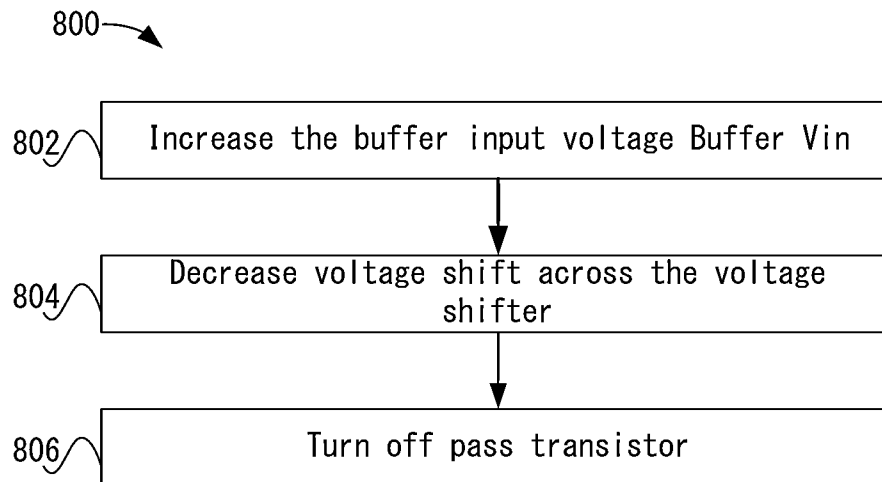 800
802
Increase the buffer input voltage Buffer Vin
804
Decrease voltage shift across the voltage
shifter
806
Turn off pass transistor